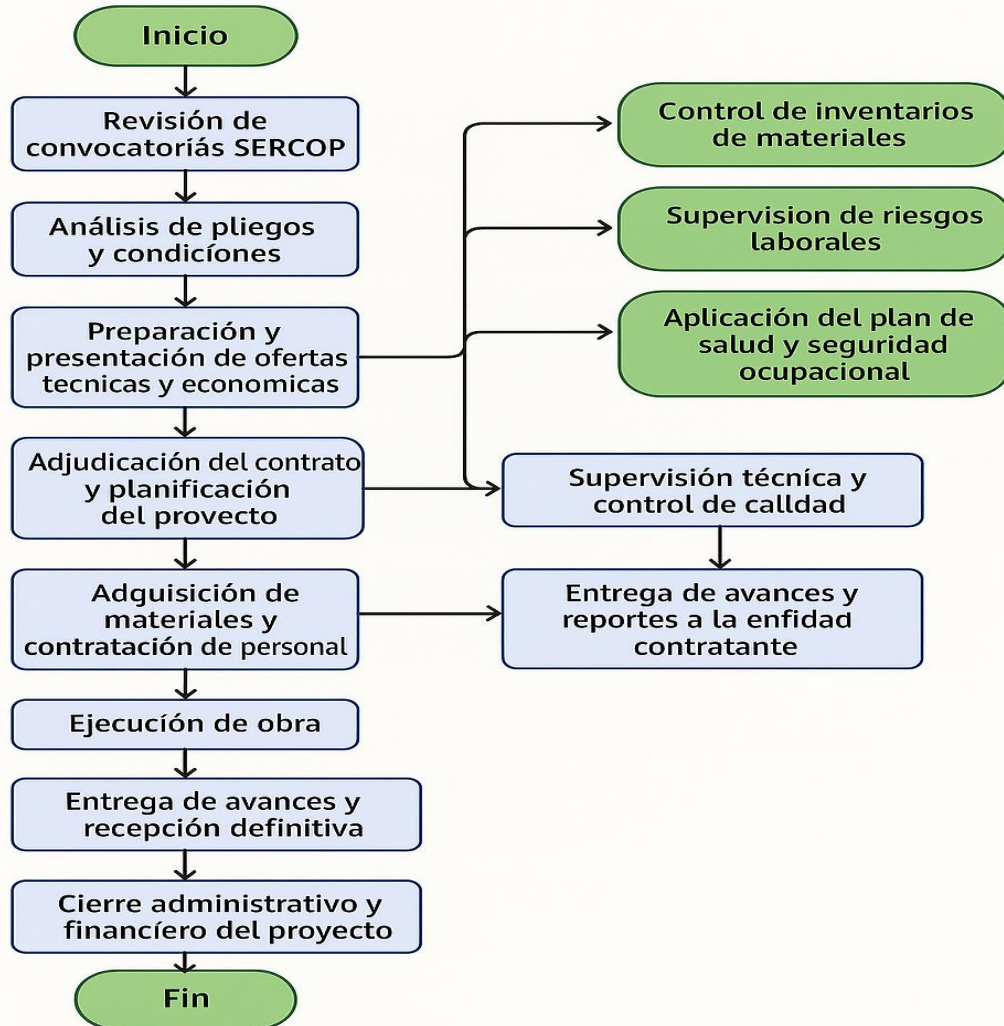 Inicio
Revisión de
convocatoríás SERCOP
Análisis de pliegos
y condicíones
Preparación y
presentación de ofertas
tecnicas y economicas
Adjudicación del contrato
y planificación
del provecto
Adguisición de
materiales y
contratación de personal
Ejecucíón de obra
Entrega de avances y
recepción definitiva
Cierre administrativo y
financíero del proyecto
Fin
Control de inventarios
de materiales
Supervision de riesgos
laborales
Aplicación del plan de
salud y seguridad
ocupacional
Supervisión técníca y
control de calldad
Entrega de avances y
reportes a la enfidad
contratante